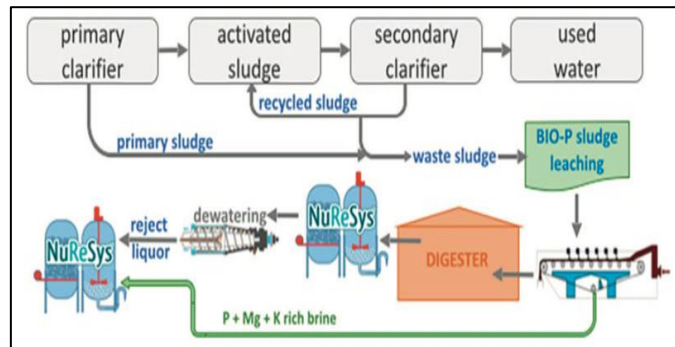 primary
clarifier
activated
sludge
secondary
clarifier
used
water
recycled sludge
primary sludge
waste sludge
BIO-P sludge
leaching
NuReSys
reject
liquor
dewatering
NuReSys
DIGESTER
P + Mg + K rich brine